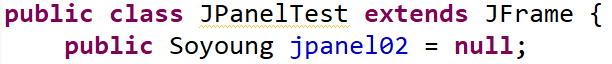 public class JPanelTest extends JFrame {
public Soyoung jpanel02 = null;